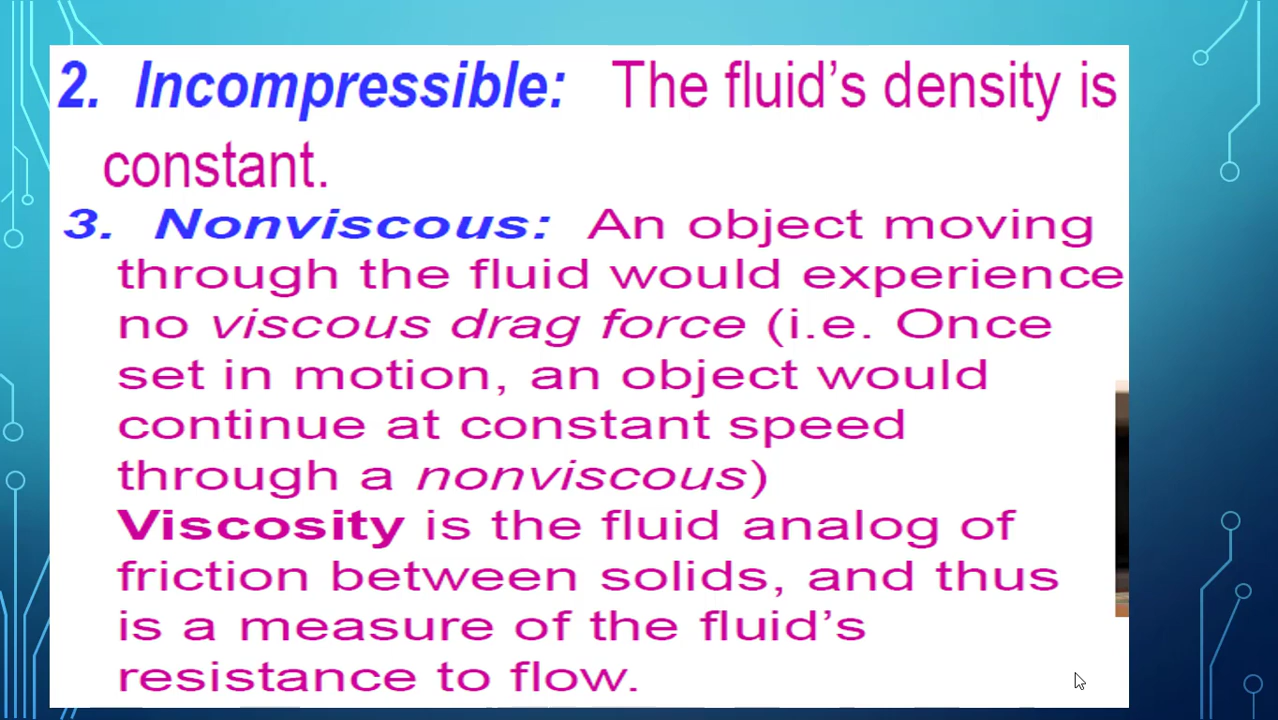 2. Incompressible: The fluid’s density is
constant.
3. Nonviscous: An object moving
through the fluid would experience
no viscous drag force (i.e. Once
set in motion, an object would
continue at constant speed
through a nonviscous)
Viscosity is the fluid analog of
friction between solids, and thus
is a measure of the fluid’s
resistance to flow.